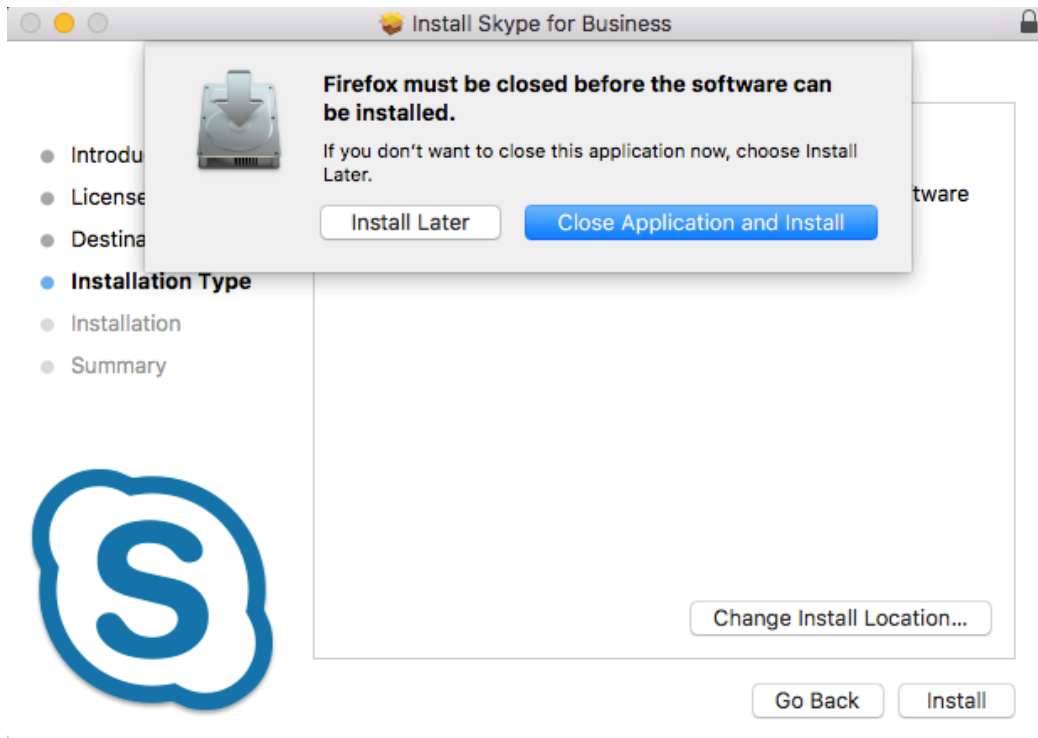 Install Skype for Business
Firefox must be closed before the software can
be installed.
If you don't want to close this application now, choose Install
Later.
Install Later
Close Application and Install
Introdu
License
Destina
tware
Installation Type
Installation
Summary
S
Change Install Location...
Go Back
Install